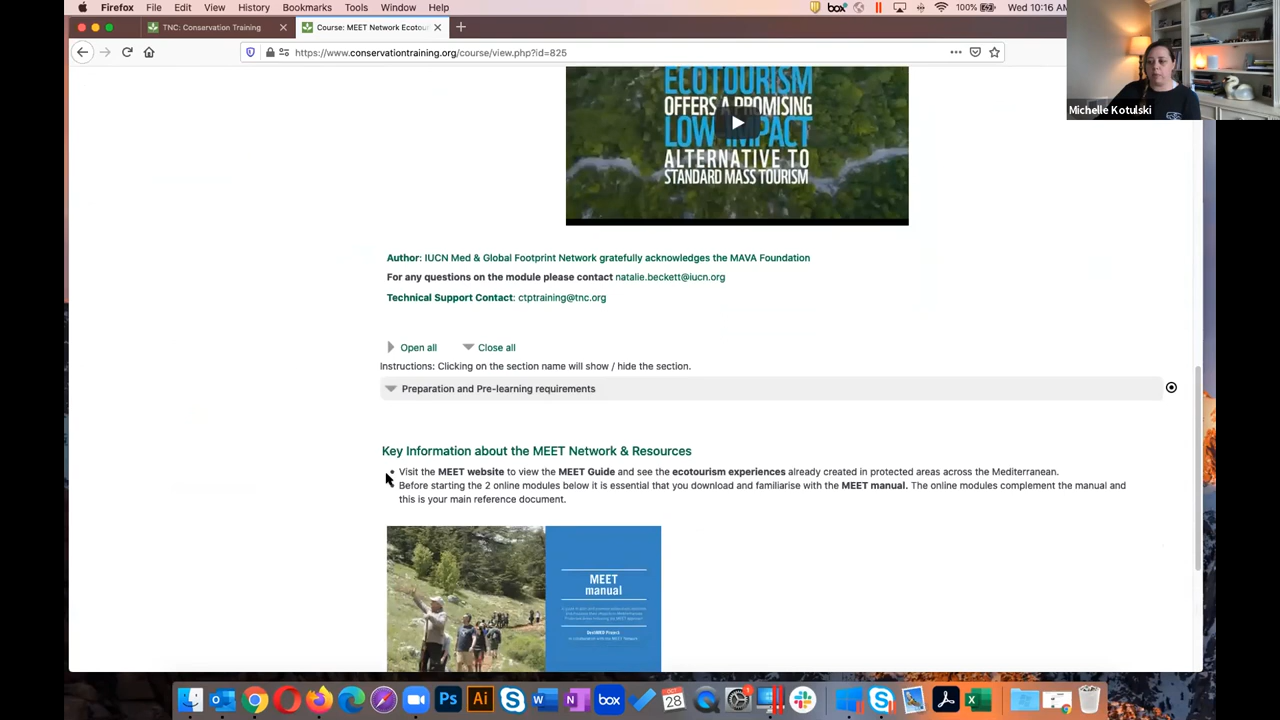 Firefox File Edit View History Bookmarks Tools Window Help box 100% Wed 10:16 AM
TNC: Conservation Training Course: MEET Network Ecotou
https://www.conservationtraining.org/course/view.php?id=825
Michelle Kotulski
ECOTOURISM
OFFERS A PROMISING
LOW IMPACT
ALTERNATIVE TO
STANDARD MASS TOURISM
Author: IUCN Med & Global Footprint Network gratefully acknowledges the MAVA Foundation
For any questions on the module please contact natalie.beckett@iucn.org
Technical Support Contact: ctptraining@tnc.org
Open all Close all
Instructions: Clicking on the section name will show / hide the section.
Preparation and Pre-learning requirements
Key Information about the MEET Network & Resources
• Visit the MEET website to view the MEET Guide and see the ecotourism experiences already created in protected areas across the Mediterranean.
Before starting the 2 online modules below it is essential that you download and familiarise with the MEET manual. The online modules complement the manual and
this is your main reference document.
MEET
manual
28 Ps Ai S W N box S X 1